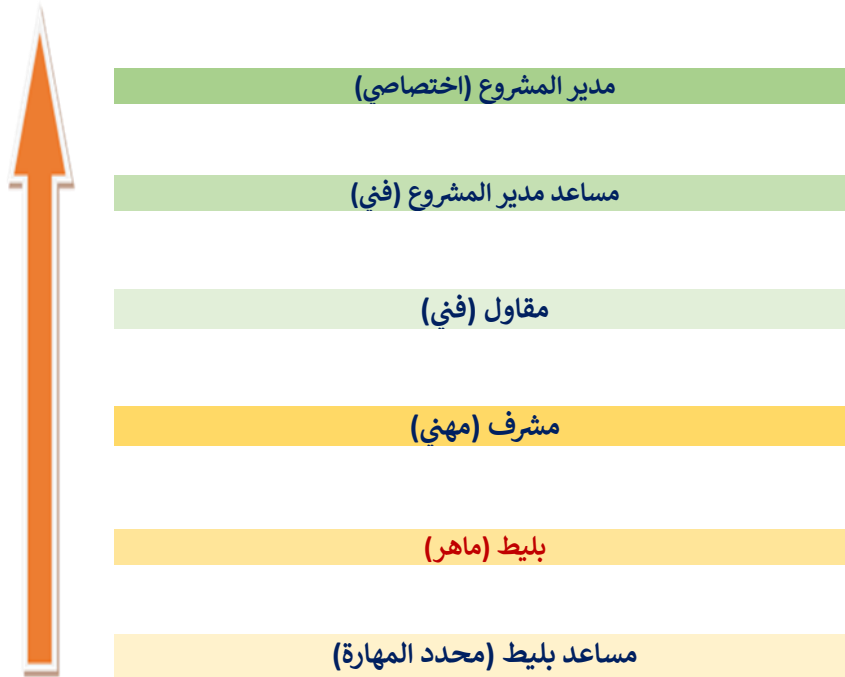 مدير المشروع (اختصاصي)
مساعد مدير المشروع (فني)
مقاول (فني)
مشرف (مهني)
بليط (ماهر)
مساعد بليط (محدد المهارة)